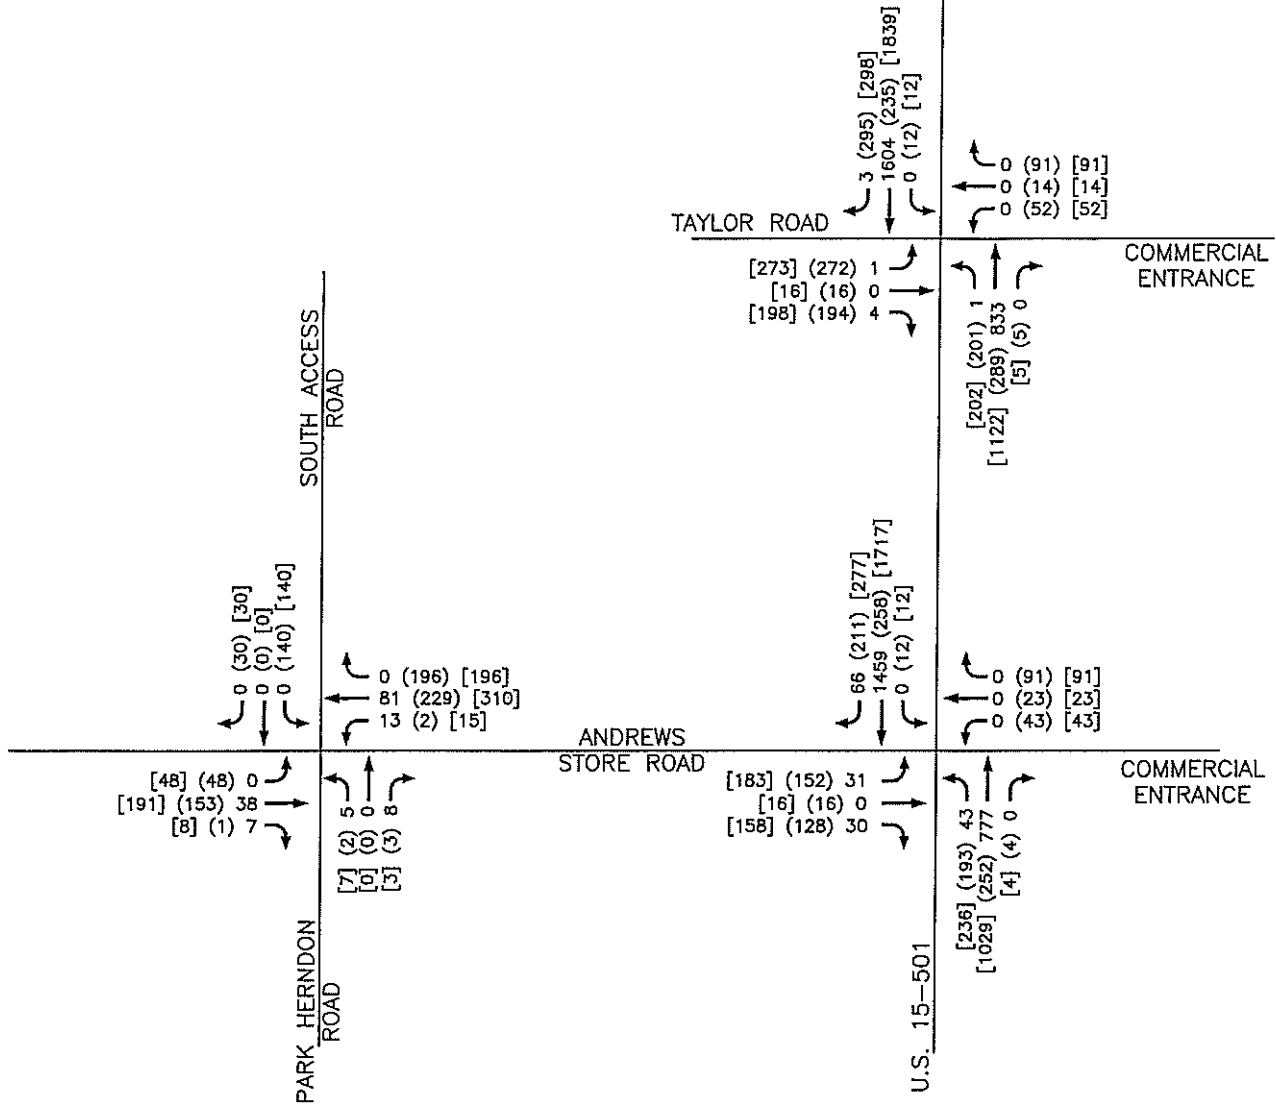 3 (295) [298]
1604 (235) [1839]
0 (12) [12]
0 (91) [91]
0 (14) [14]
0 (52) [52]
TAYLOR ROAD
COMMERCIAL
ENTRANCE
[273] (272) 1
[16] (16) 0
[198] (194) 4
[202] (201) 1
[1122] (289) 833
[5] (5) 0
SOUTH ACCESS
ROAD
0 (30) [30]
0 (0) [0]
0 (140) [140]
0 (196) [196]
81 (229) [310]
13 (2) [15]
66 (211) [277]
1459 (258) [1717]
0 (12) [12]
0 (91) [91]
0 (23) [23]
0 (43) [43]
ANDREWS
STORE ROAD
COMMERCIAL
ENTRANCE
[48] (48) 0
[191] (153) 38
[8] (1) 7
[7] (2) 5
[0] (0) 0
[3] (3) 8
[183] (152) 31
[16] (16) 0
[158] (128) 30
[236] (193) 43
[1029] (252) 777
[4] (4) 0
PARK HERNDON
ROAD
U.S. 15-501